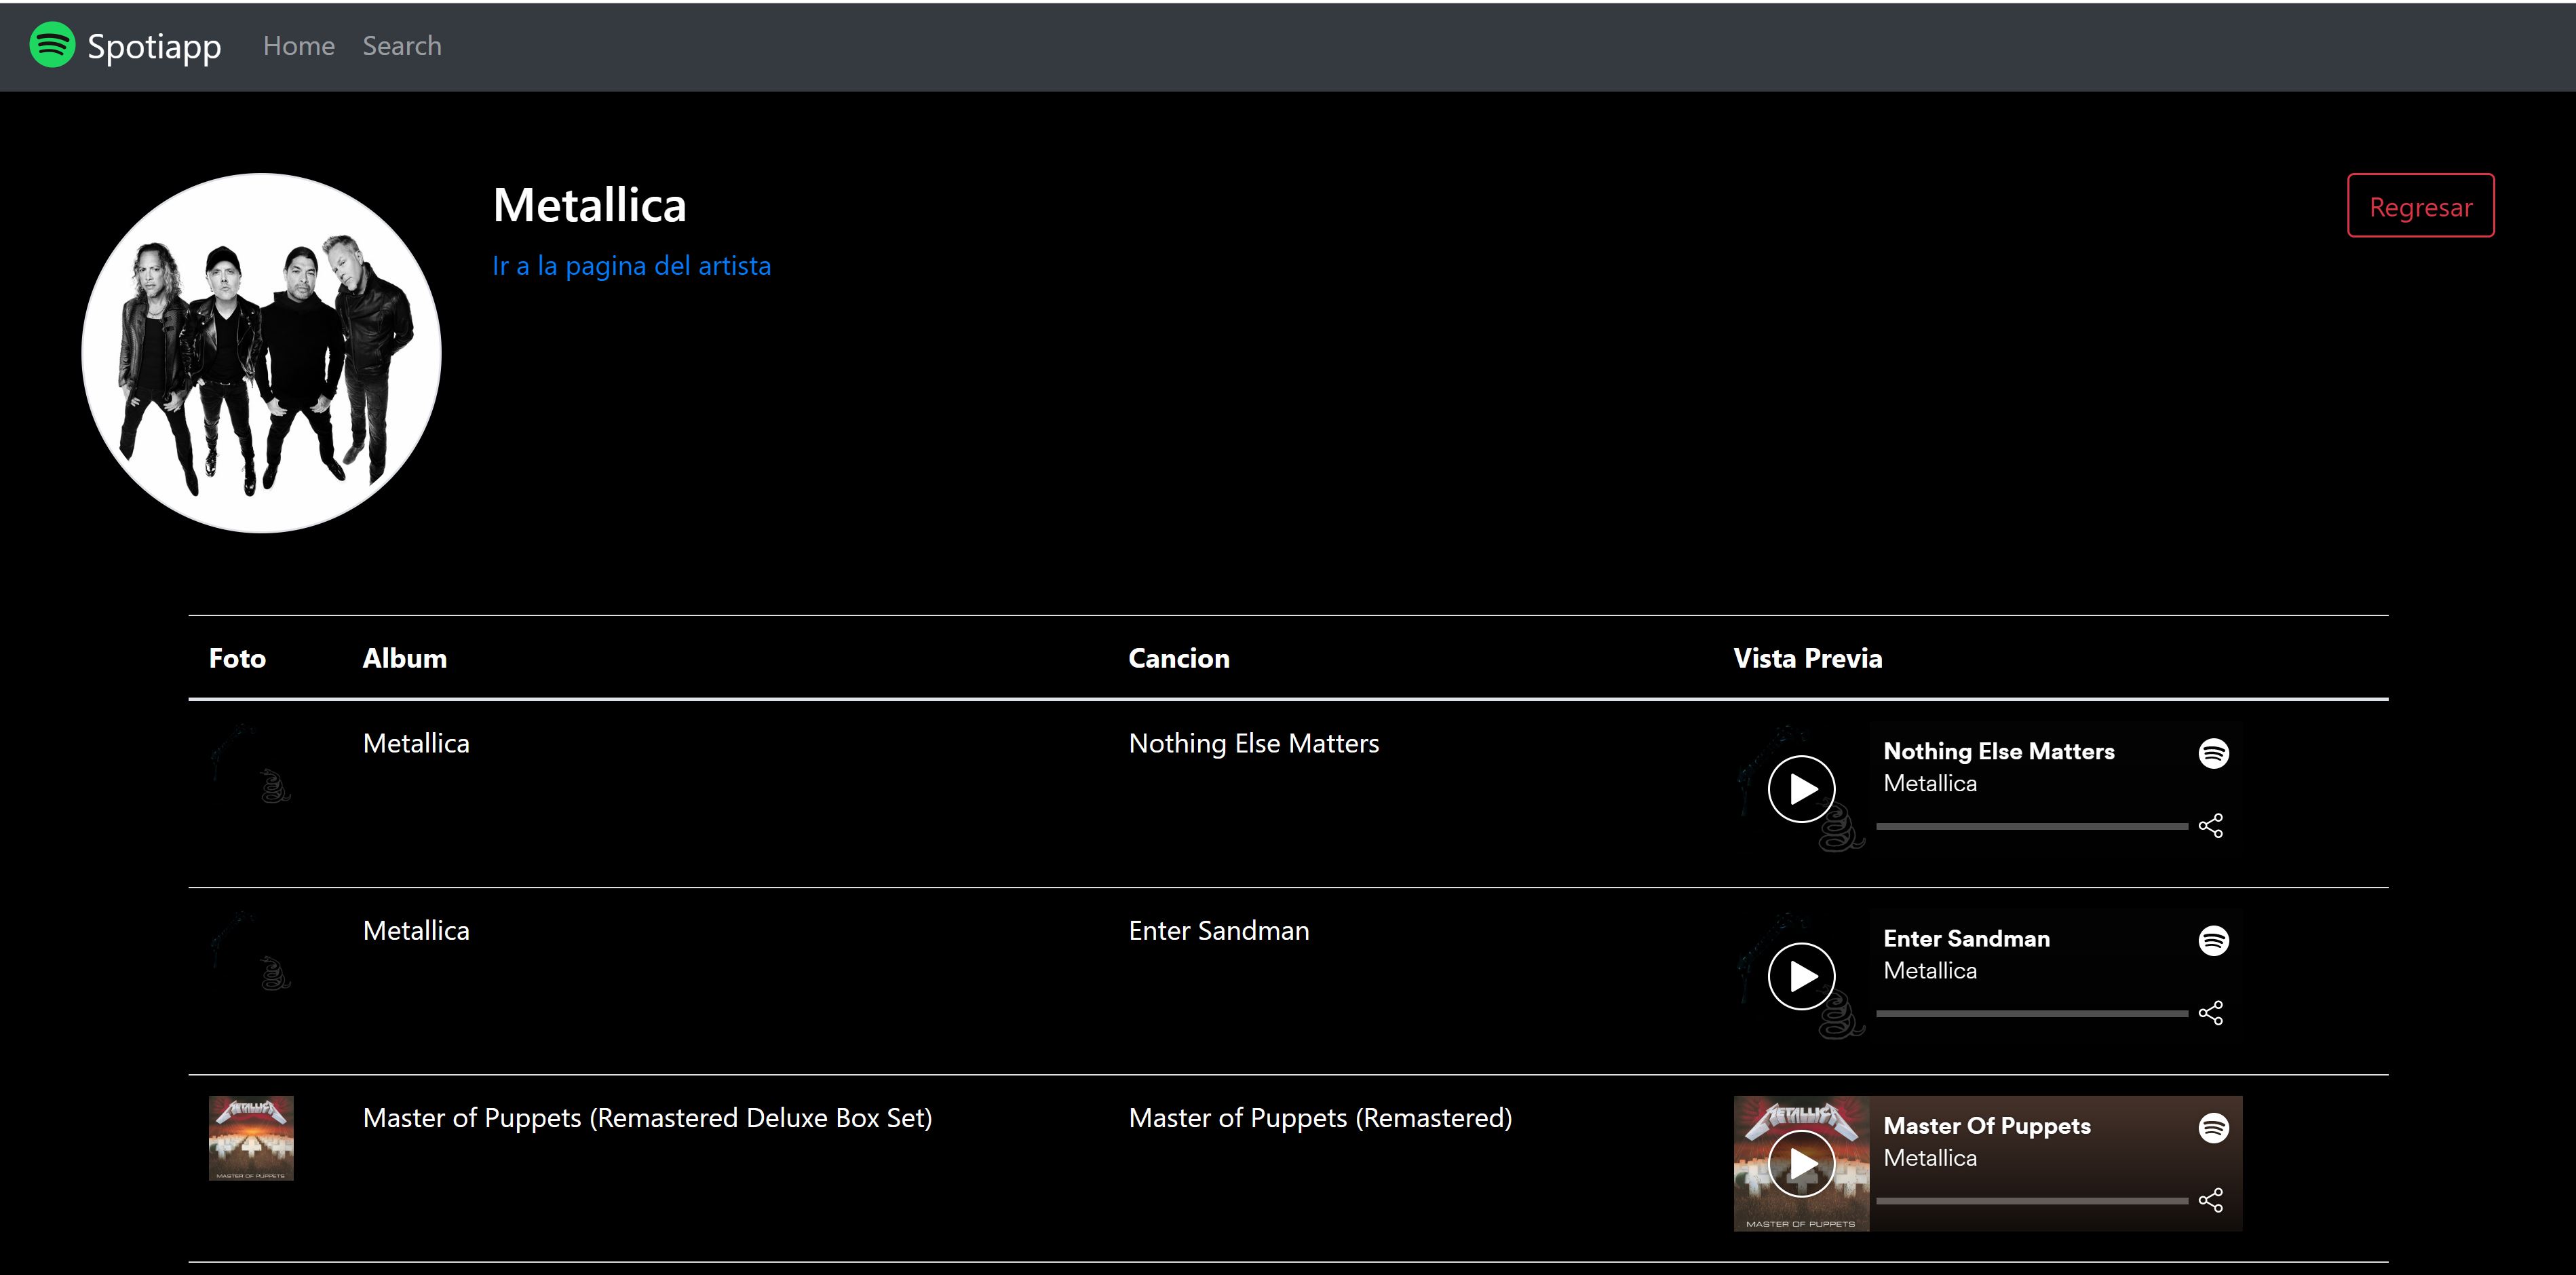 Spotiapp Home Search
Metallica
Regresar
Ir a la pagina del artista
Foto Album Cancion Vista Previa
Metallica Nothing Else Matters Nothing Else Matters
Metallica
Metallica Enter Sandman Enter Sandman
Metallica
METALLICA
MASTER OF PUPPETS
Master of Puppets (Remastered Deluxe Box Set) Master of Puppets (Remastered)
METALLICA
MASTER OF PUPPETS
Master Of Puppets
Metallica